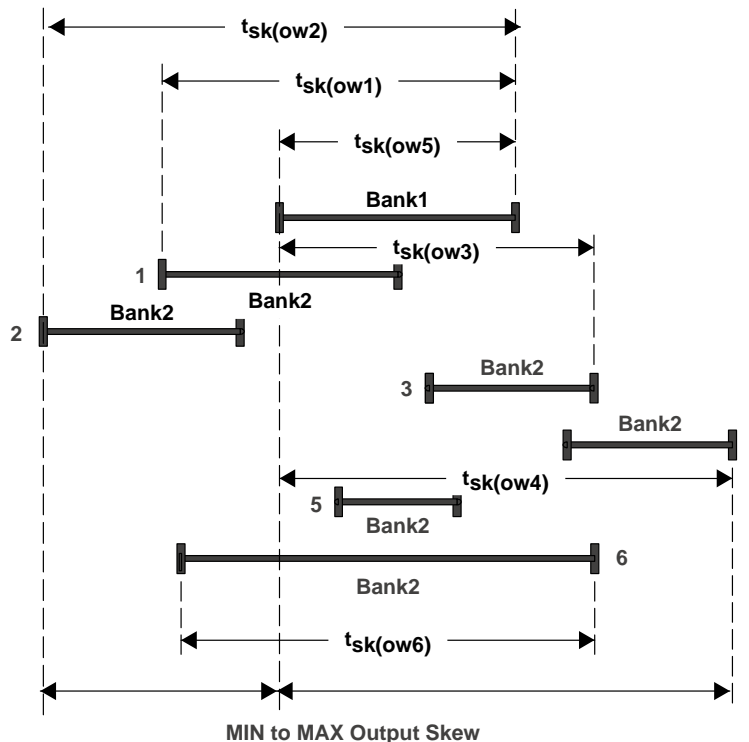 tsk(ow2)
tsk(ow1)
tsk(ow5)
Bank1
tsk(ow3)
1
Bank2
Bank2
2
Bank2
3
Bank2
tsk(ow4)
5
Bank2
6
Bank2
tsk(ow6)
MIN to MAX Output Skew